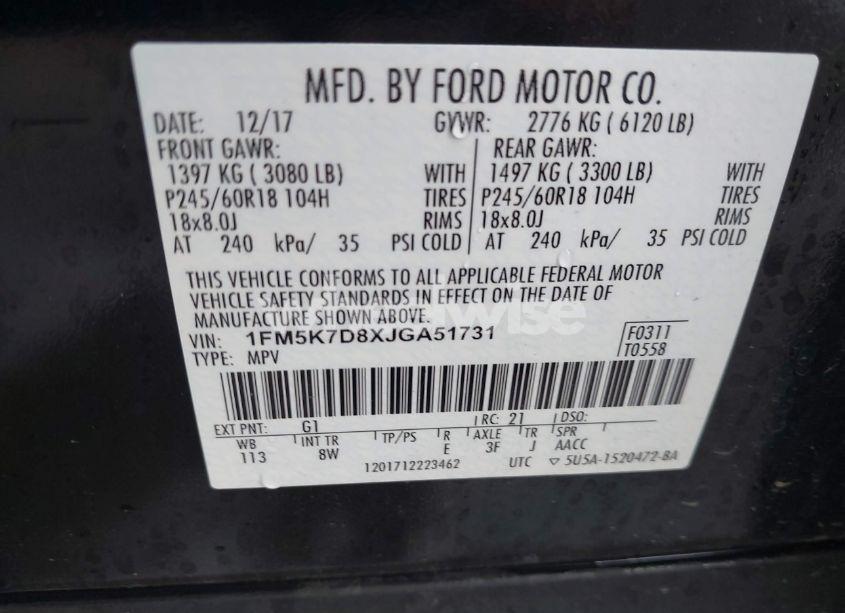 MFD. BY FORD MOTOR CO.
DATE: 12/17 GVWR: 2776 KG ( 6120 LB)
FRONT GAWR: REAR GAWR:
1397 KG ( 3080 LB) WITH 1497 KG ( 3300 LB) WITH
P245/60R18 104H TIRES P245/60R18 104H TIRES
18x8.0J RIMS 18x8.0J RIMS
AT 240 kPa/ 35 PSI COLD AT 240 kPa/ 35 PSI COLD
THIS VEHICLE CONFORMS TO ALL APPLICABLE FEDERAL MOTOR
VEHICLE SAFETY STANDARDS IN EFFECT ON THE DATE OF
MANUFACTURE SHOWN ABOVE.
VIN: 1FM5K7D8XJGA51731 F0311
TYPE: MPV T0558
EXT PNT: G1 RC: 21 DSO:
WB INT TR TP/PS R AXLE TR SPR
113 8W E 3F J AACC
1201712223462 UTC ▽ 5U5A-1520472-BA